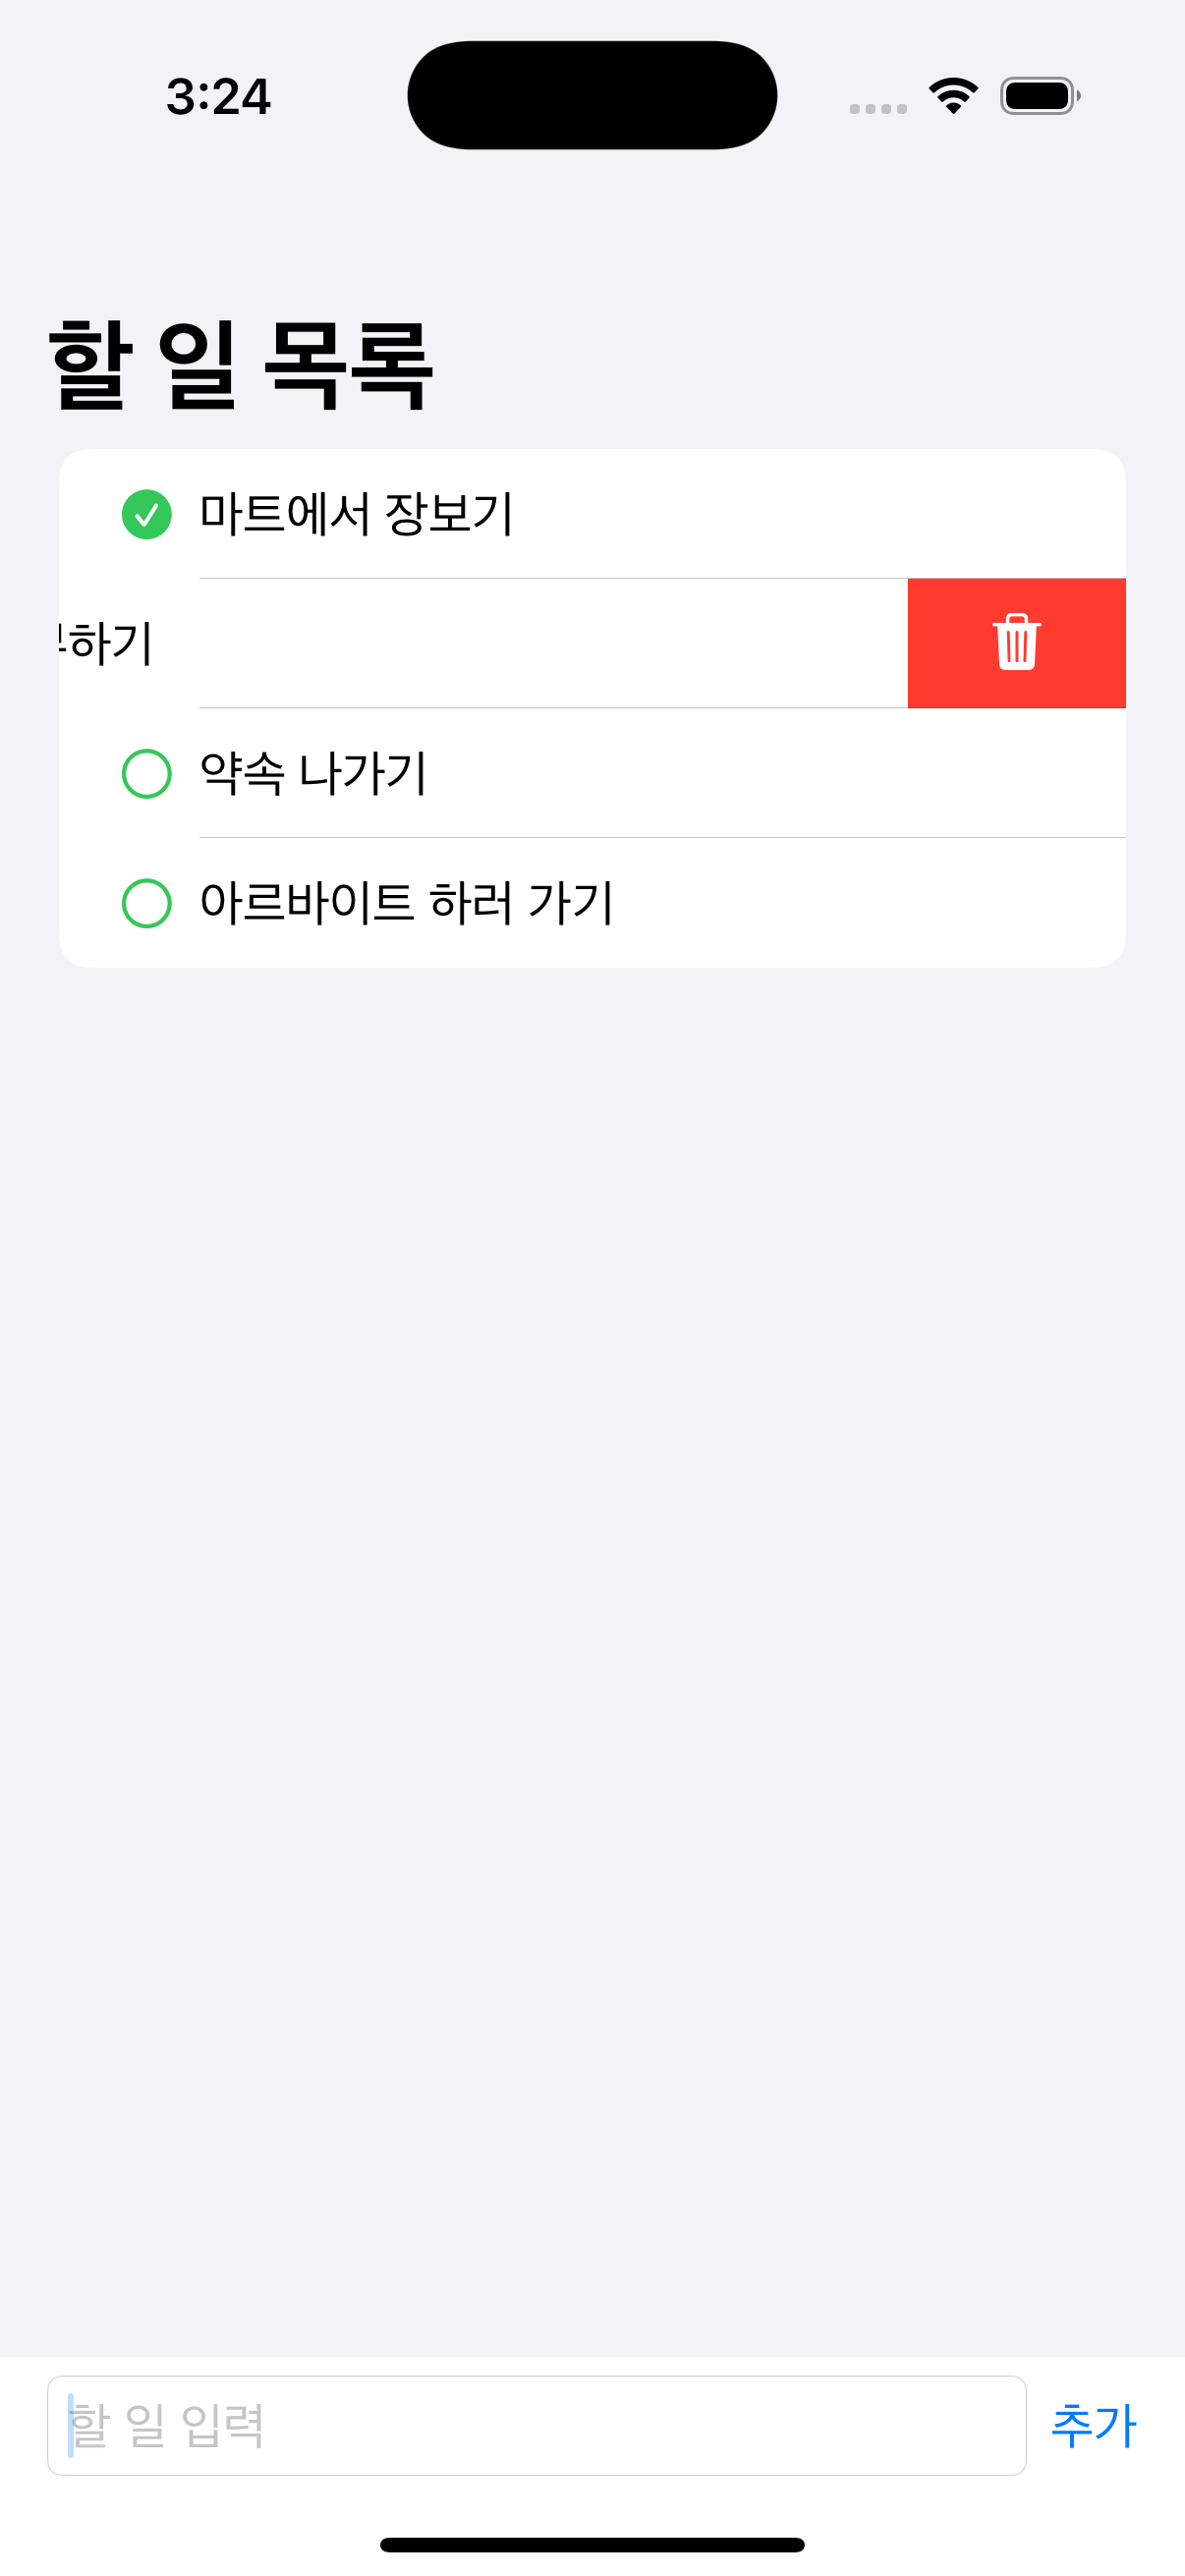 3:24
할 일 목록
마트에서 장보기
하기
약속 나가기
아르바이트 하러 가기
할 일 입력
추가